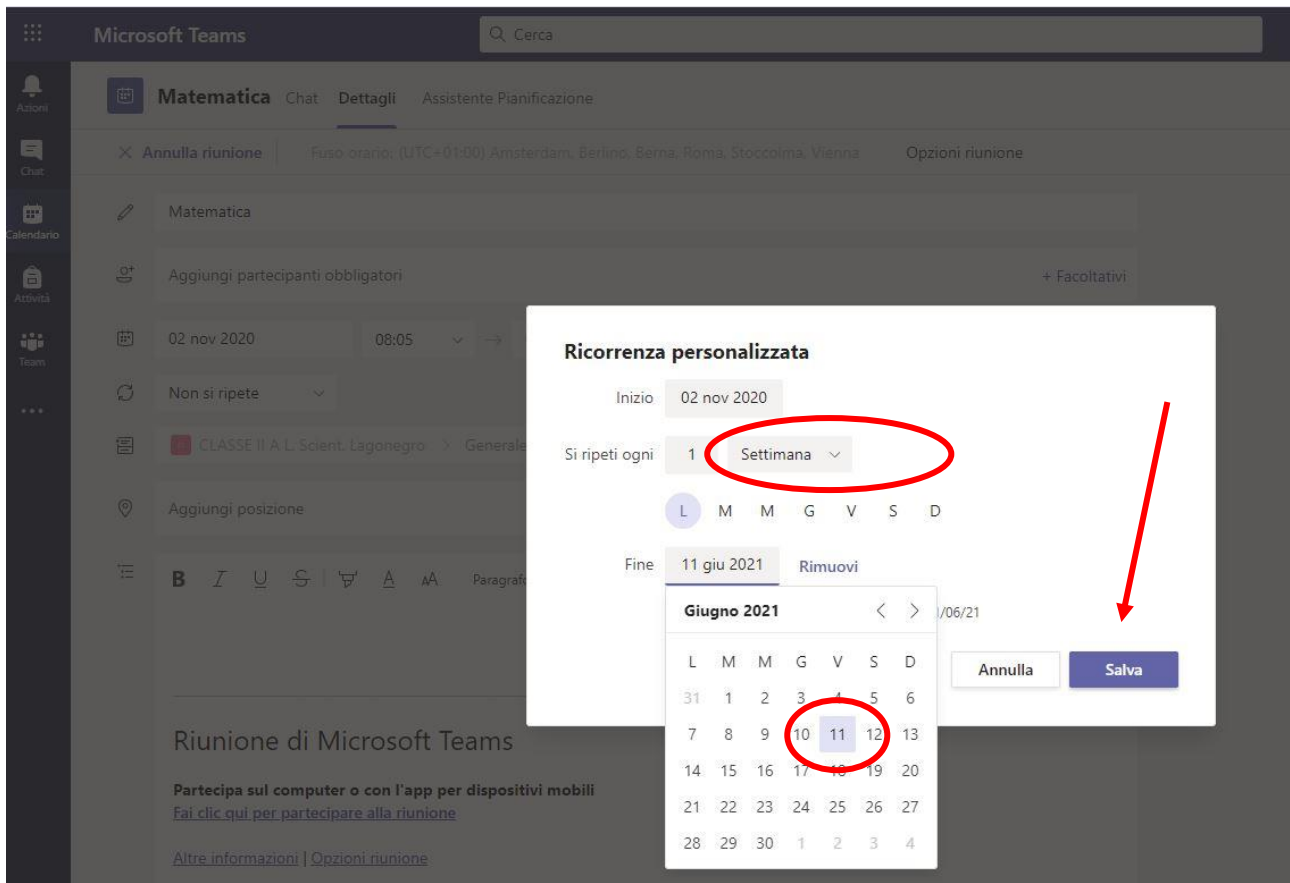 Microsoft Teams
Cerca
Azioni
Chat
Calendario
Attività
Team
Matematica Chat Dettagli Assistente Pianificazione
Annulla riunione Fuso orario: (UTC+01:00) Amsterdam, Berlino, Berna, Roma, Stoccolma, Vienna Opzioni riunione
Matematica
Aggiungi partecipanti obbligatori + Facoltativi
02 nov 2020 08:05
Non si ripete
CLASSE II A L. Scient. Lagonegro > Generale
Aggiungi posizione
B I U S A AA Paragrafo
Riunione di Microsoft Teams
Partecipa sul computer o con l'app per dispositivi mobili
Fai clic qui per partecipare alla riunione
Altre informazioni | Opzioni riunione
Ricorrenza personalizzata
Inizio 02 nov 2020
Si ripeti ogni 1 Settimana
L M M G V S D
Fine 11 giu 2021 Rimuovi
Giugno 2021
/06/21
L M M G V S D
31 1 2 3 4 5 6
7 8 9 10 11 12 13
14 15 16 17 18 19 20
21 22 23 24 25 26 27
28 29 30 1 2 3 4
Annulla Salva